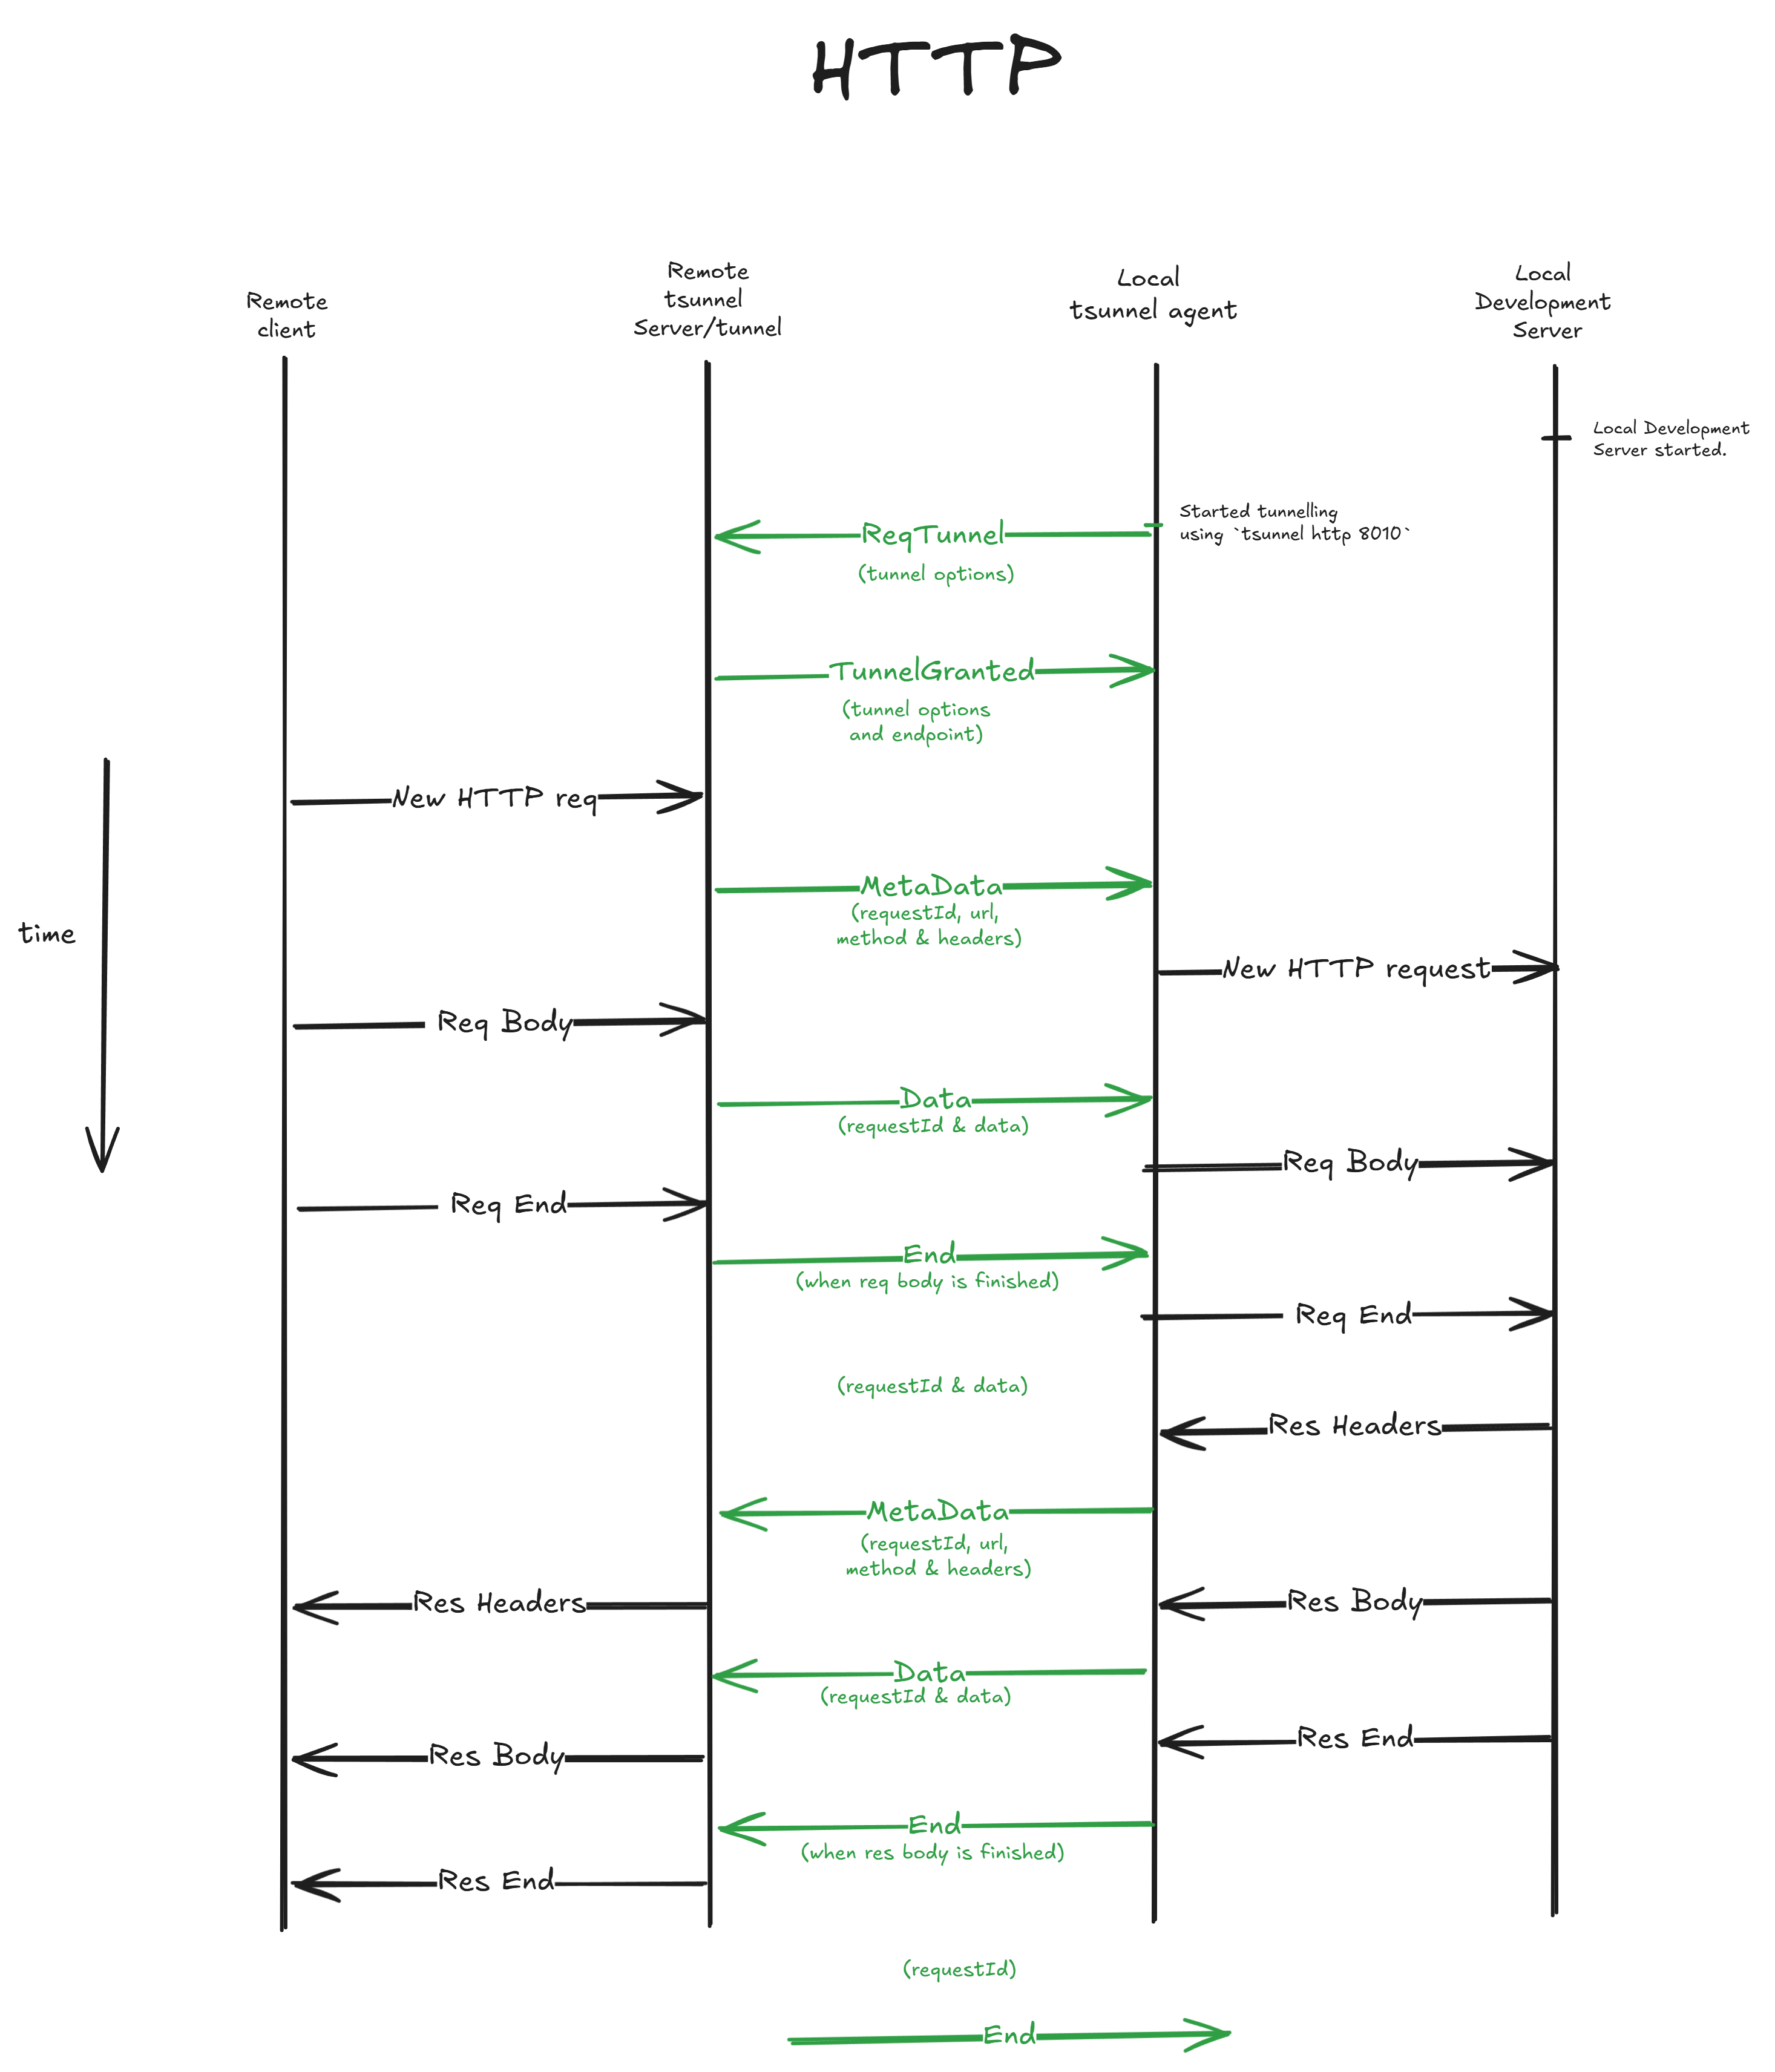 HTTP
Remote
client
Remote
tsunnel
Server/tunnel
Local
tsunnel agent
Local
Development
Server
Local Development
Server started.
Started tunnelling
using `tsunnel http 8010`
ReqTunnel
(tunnel options)
TunnelGranted
(tunnel options
and endpoint)
New HTTP req
MetaData
(requestId, url,
method & headers)
time
New HTTP request
Req Body
Data
(requestId & data)
Req Body
Req End
End
(when req body is finished)
Req End
(requestId & data)
Res Headers
MetaData
(requestId, url,
method & headers)
Res Headers
Res Body
Data
(requestId & data)
Res End
Res Body
End
(when res body is finished)
Res End
(requestId)
End